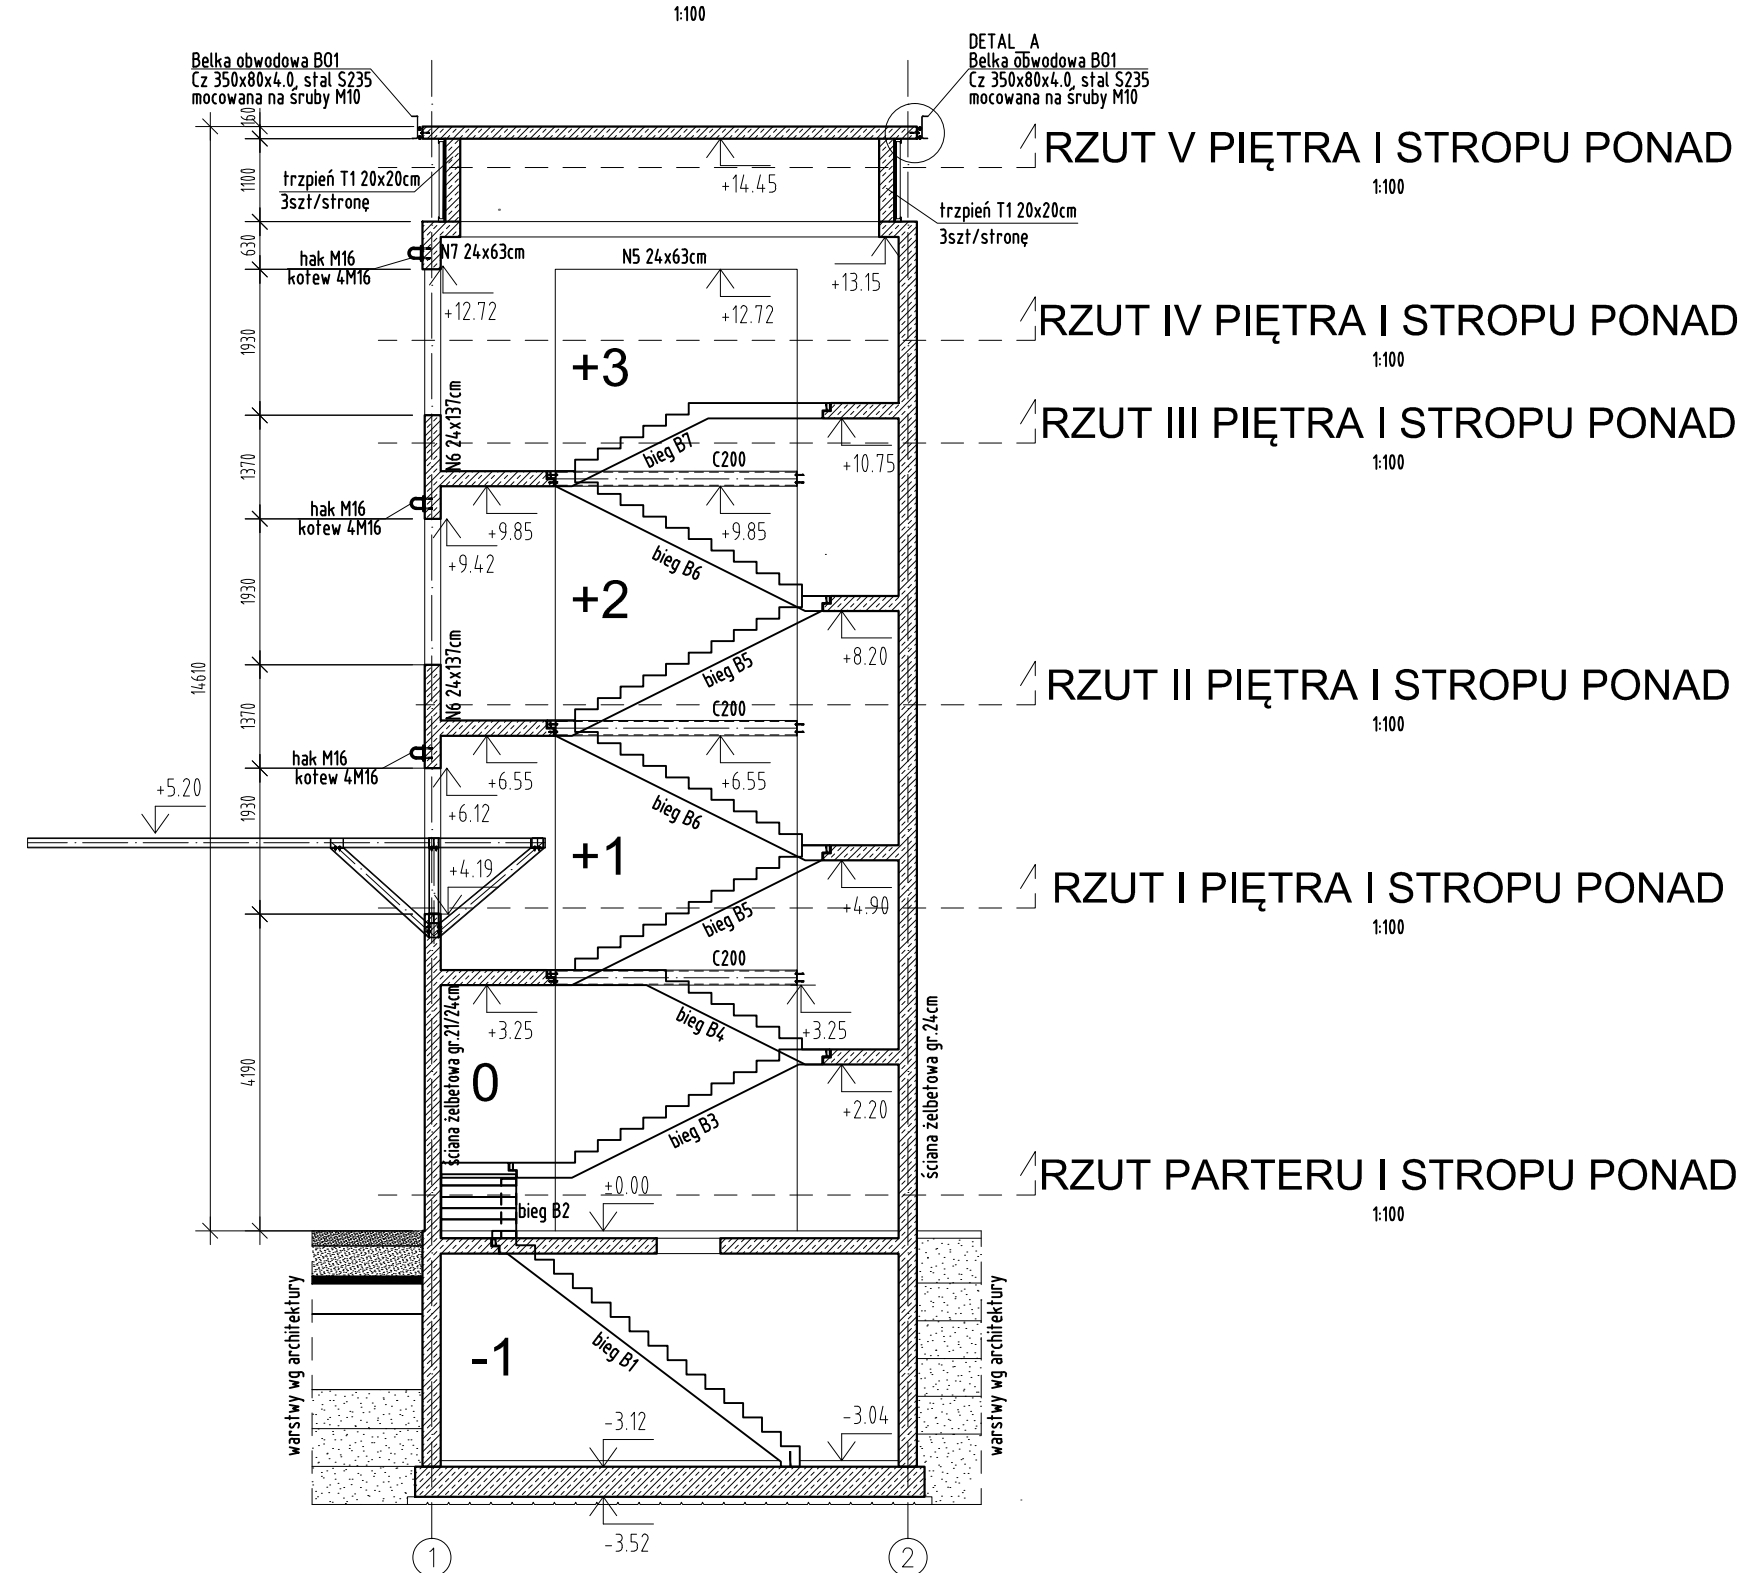 1:100
Belka obwodowa B01
Cz 350x80x4.0, stal S235
mocowana na śruby M10
DETAL_A
Belka obwodowa B01
Cz 350x80x4.0, stal S235
mocowana na śruby M10
160
RZUT V PIĘTRA I STROPU PONAD
1:100
1100
trzpień T1 20x20cm
3szt/stronę
+14.45
trzpień T1 20x20cm
3szt/stronę
630
hak M16
kotew 4M16
N7 24x63cm
N5 24x63cm
+13.15
+12.72
+12.72
RZUT IV PIĘTRA I STROPU PONAD
1:100
1930
+3
N6 24x137cm
RZUT III PIĘTRA I STROPU PONAD
1:100
1370
bieg B7
C200
+10.75
hak M16
kotew 4M16
+9.85
+9.85
+9.42
bieg B6
1930
+2
+8.20
14610
N6 24x137cm
bieg B5
RZUT II PIĘTRA I STROPU PONAD
1:100
1370
C200
hak M16
kotew 4M16
+6.55
+6.55
+5.20
1930
+6.12
bieg B6
+1
+4.19
RZUT I PIĘTRA I STROPU PONAD
1:100
+4.90
bieg B5
C200
ściana żelbetowa gr.21/24cm
+3.25
bieg B4
+3.25
ściana żelbetowa gr.24cm
4190
0
+2.20
bieg B3
RZUT PARTERU I STROPU PONAD
1:100
±0.00
bieg B2
warstwy wg architektury
-1
bieg B1
warstwy wg architektury
-3.12
-3.04
-3.52
1
2